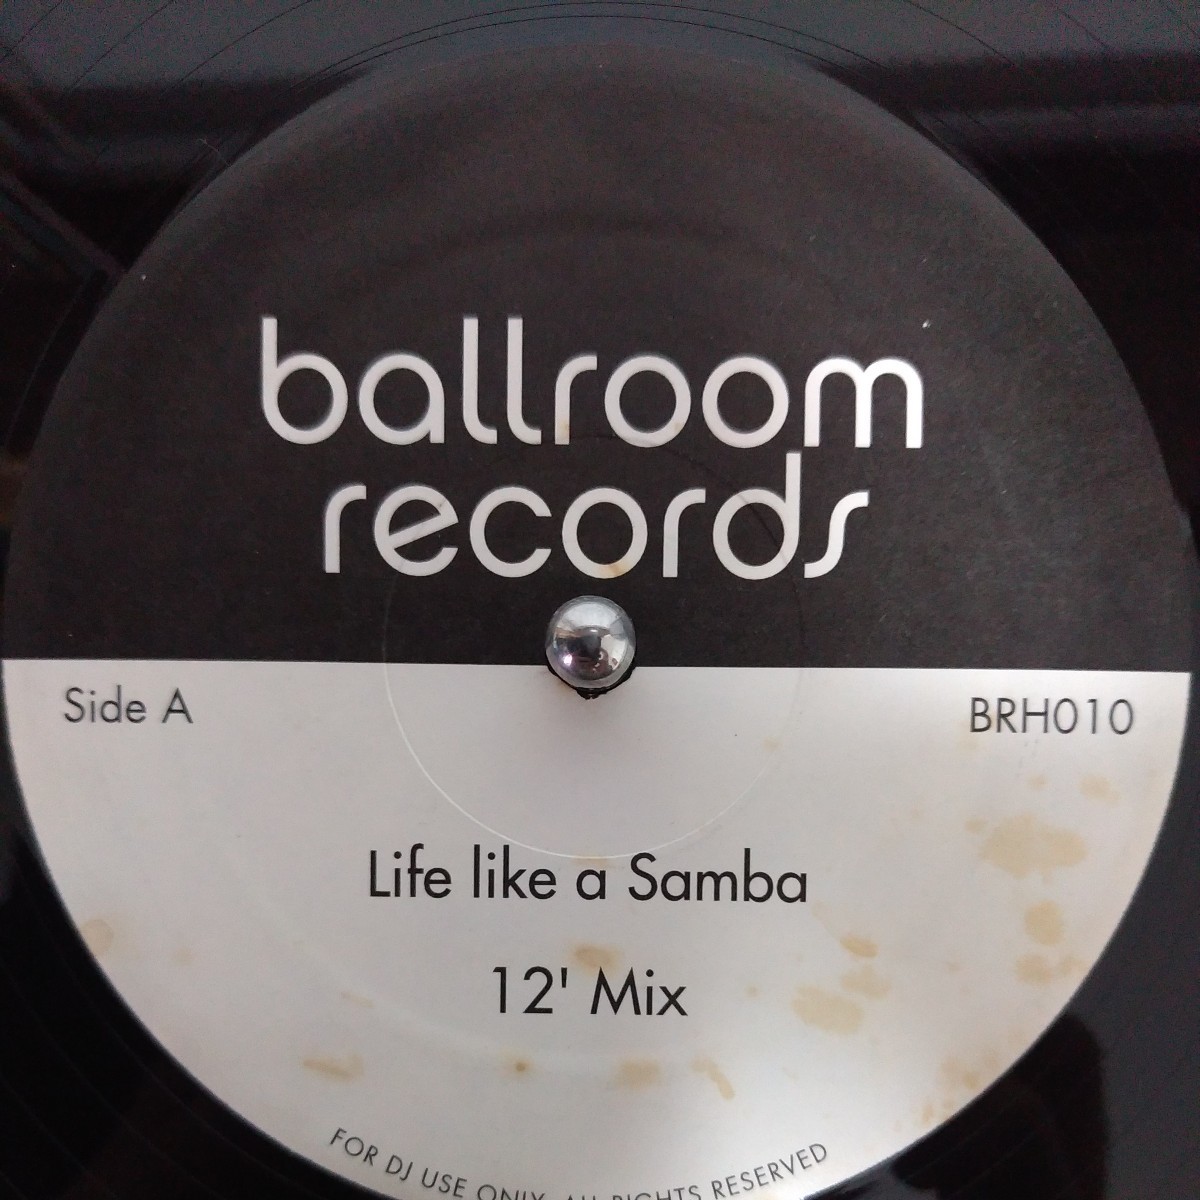 ballroom
records
Side A
BRH010
Life like a Samba
12' Mix
FOR DJ USE ONLY. ALL RIGHTS RESERVED